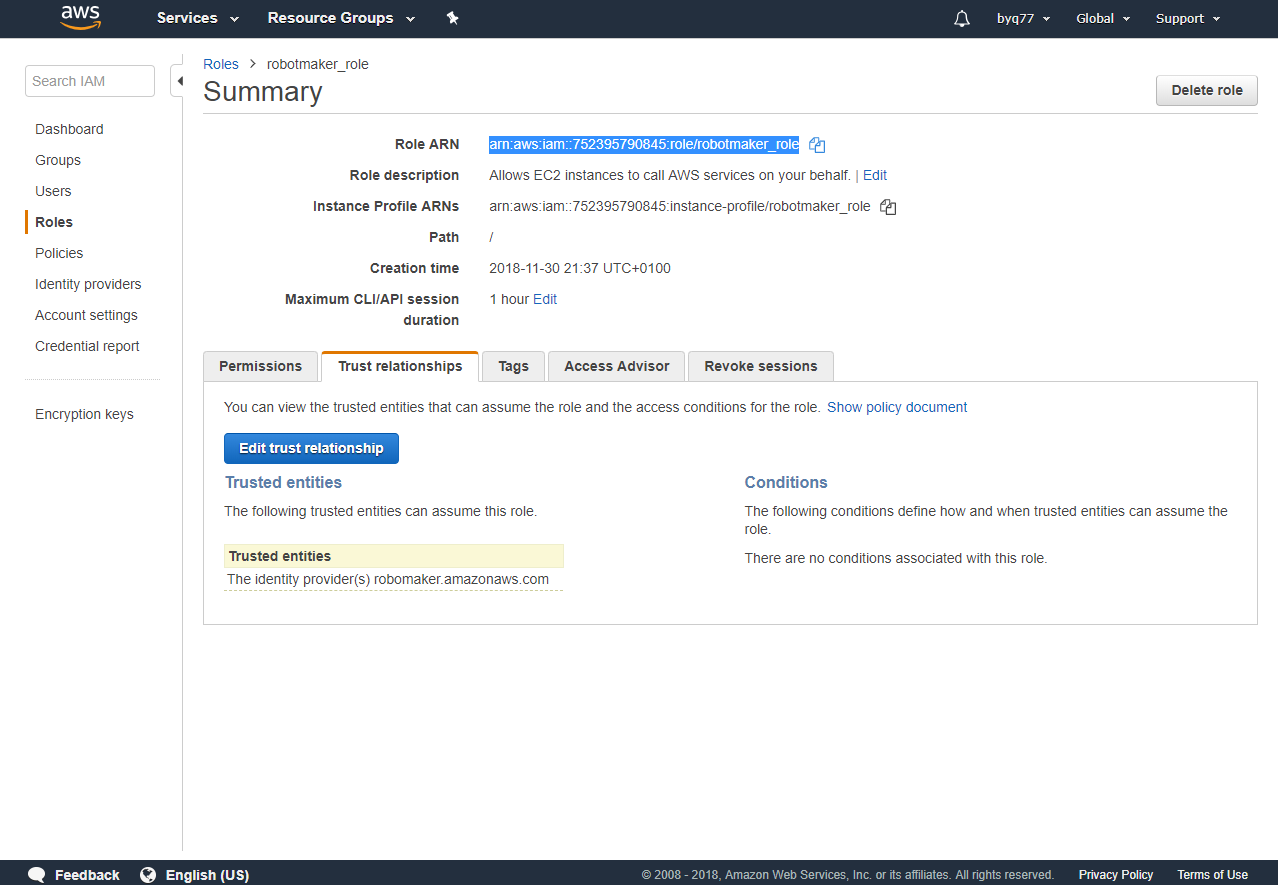 aws Services Resource Groups byq77 Global Support
Search IAM
Dashboard
Groups
Users
Roles
Policies
Identity providers
Account settings
Credential report
Encryption keys
Roles > robotmaker_role
Summary
Delete role
Role ARN arn:aws:iam::752395790845:role/robotmaker_role
Role description Allows EC2 instances to call AWS services on your behalf. | Edit
Instance Profile ARNs arn:aws:iam::752395790845:instance-profile/robotmaker_role
Path /
Creation time 2018-11-30 21:37 UTC+0100
Maximum CLI/API session 1 hour Edit
duration
Permissions Trust relationships Tags Access Advisor Revoke sessions
You can view the trusted entities that can assume the role and the access conditions for the role. Show policy document
Edit trust relationship
Trusted entities
The following trusted entities can assume this role.
Trusted entities
The identity provider(s) robomaker.amazonaws.com
Conditions
The following conditions define how and when trusted entities can assume the
role.
There are no conditions associated with this role.
Feedback English (US) © 2008 - 2018, Amazon Web Services, Inc. or its affiliates. All rights reserved. Privacy Policy Terms of Use